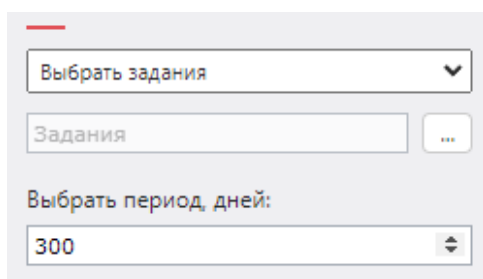 Выбрать задания
Задания
...
Выбрать период, дней:
300